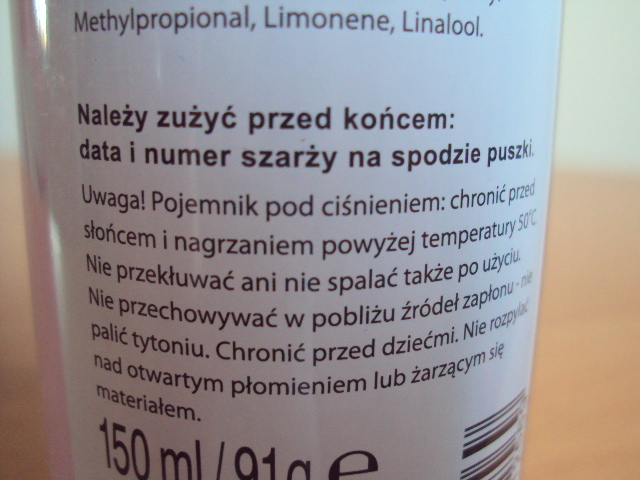 Methylpropional, Limonene, Linalool.
Należy zużyć przed końcem:
data i numer szarży na spodzie puszki.
Uwaga! Pojemnik pod ciśnieniem: chronić przed
słońcem i nagrzaniem powyżej temperatury 50°C.
Nie przekłuwać ani nie spalać także po użyciu.
Nie przechowywać w pobliżu źródeł zapłonu - nie
palić tytoniu. Chronić przed dziećmi. Nie rozpylać
nad otwartym płomieniem lub żarzącym się
materiałem.
150 ml / 91g e